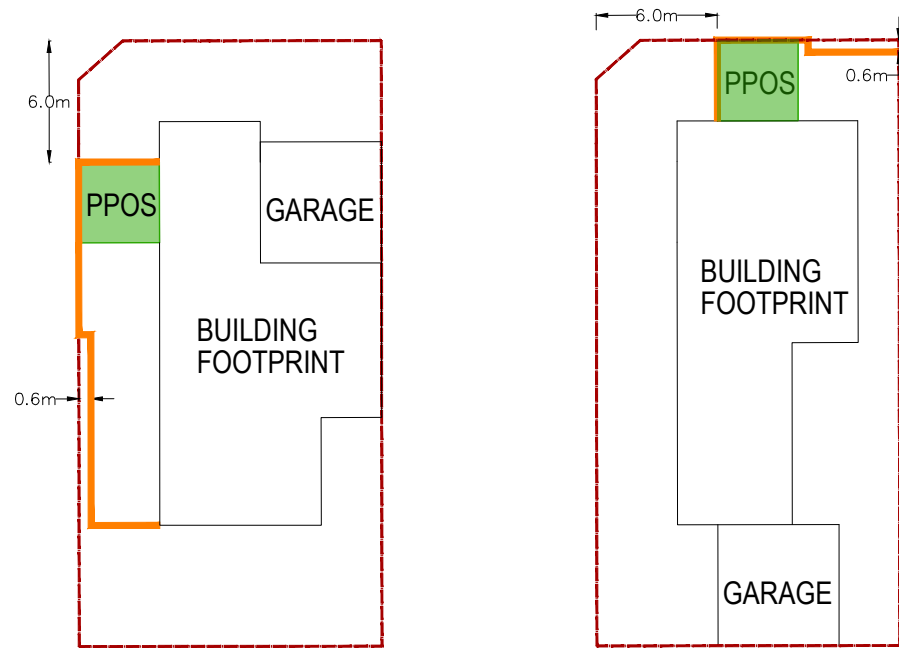 6.0m
PPOS
GARAGE
BUILDING
FOOTPRINT
0.6m
6.0m
PPOS
0.6m
BUILDING
FOOTPRINT
GARAGE